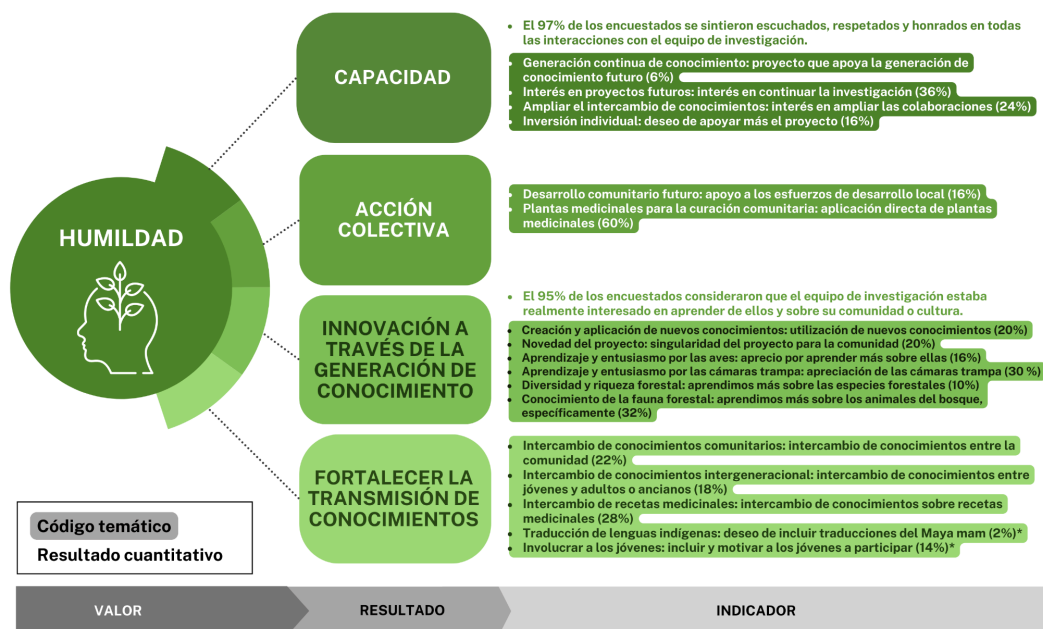 HUMILDAD
CAPACIDAD
• El 97% de los encuestados se sintieron escuchados, respetados y honrados en todas
las interacciones con el equipo de investigación.
• Generación continua de conocimiento: proyecto que apoya la generación de
conocimiento futuro (6%)
• Interés en proyectos futuros: interés en continuar la investigación (36%)
• Ampliar el intercambio de conocimientos: interés en ampliar las colaboraciones (24%)
• Inversión individual: deseo de apoyar más el proyecto (16%)
ACCIÓN
COLECTIVA
• Desarrollo comunitario futuro: apoyo a los esfuerzos de desarrollo local (16%)
• Plantas medicinales para la curación comunitaria: aplicación directa de plantas
medicinales (60%)
INNOVACIÓN A
TRAVÉS DE LA
GENERACIÓN DE
CONOCIMIENTO
• El 95% de los encuestados consideraron que el equipo de investigación estaba
realmente interesado en aprender de ellos y sobre su comunidad o cultura.
• Creación y aplicación de nuevos conocimientos: utilización de nuevos conocimientos (20%)
• Novedad del proyecto: singularidad del proyecto para la comunidad (20%)
• Aprendizaje y entusiasmo por las aves: aprecio por aprender más sobre ellas (16%)
• Aprendizaje y entusiasmo por las cámaras trampa: apreciación de las cámaras trampa (30 %)
• Diversidad y riqueza forestal: aprendimos más sobre las especies forestales (10%)
• Conocimiento de la fauna forestal: aprendimos más sobre los animales del bosque,
específicamente (32%)
FORTALECER LA
TRANSMISIÓN DE
CONOCIMIENTOS
• Intercambio de conocimientos comunitarios: intercambio de conocimientos entre la
comunidad (22%)
• Intercambio de conocimientos intergeneracional: intercambio de conocimientos entre
jóvenes y adultos o ancianos (18%)
• Intercambio de recetas medicinales: intercambio de conocimientos sobre recetas
medicinales (28%)
• Traducción de lenguas indígenas: deseo de incluir traducciones del Maya mam (2%)*
• Involucrar a los jóvenes: incluir y motivar a los jóvenes a participar (14%)*
Código temático
Resultado cuantitativo
VALOR
RESULTADO
INDICADOR